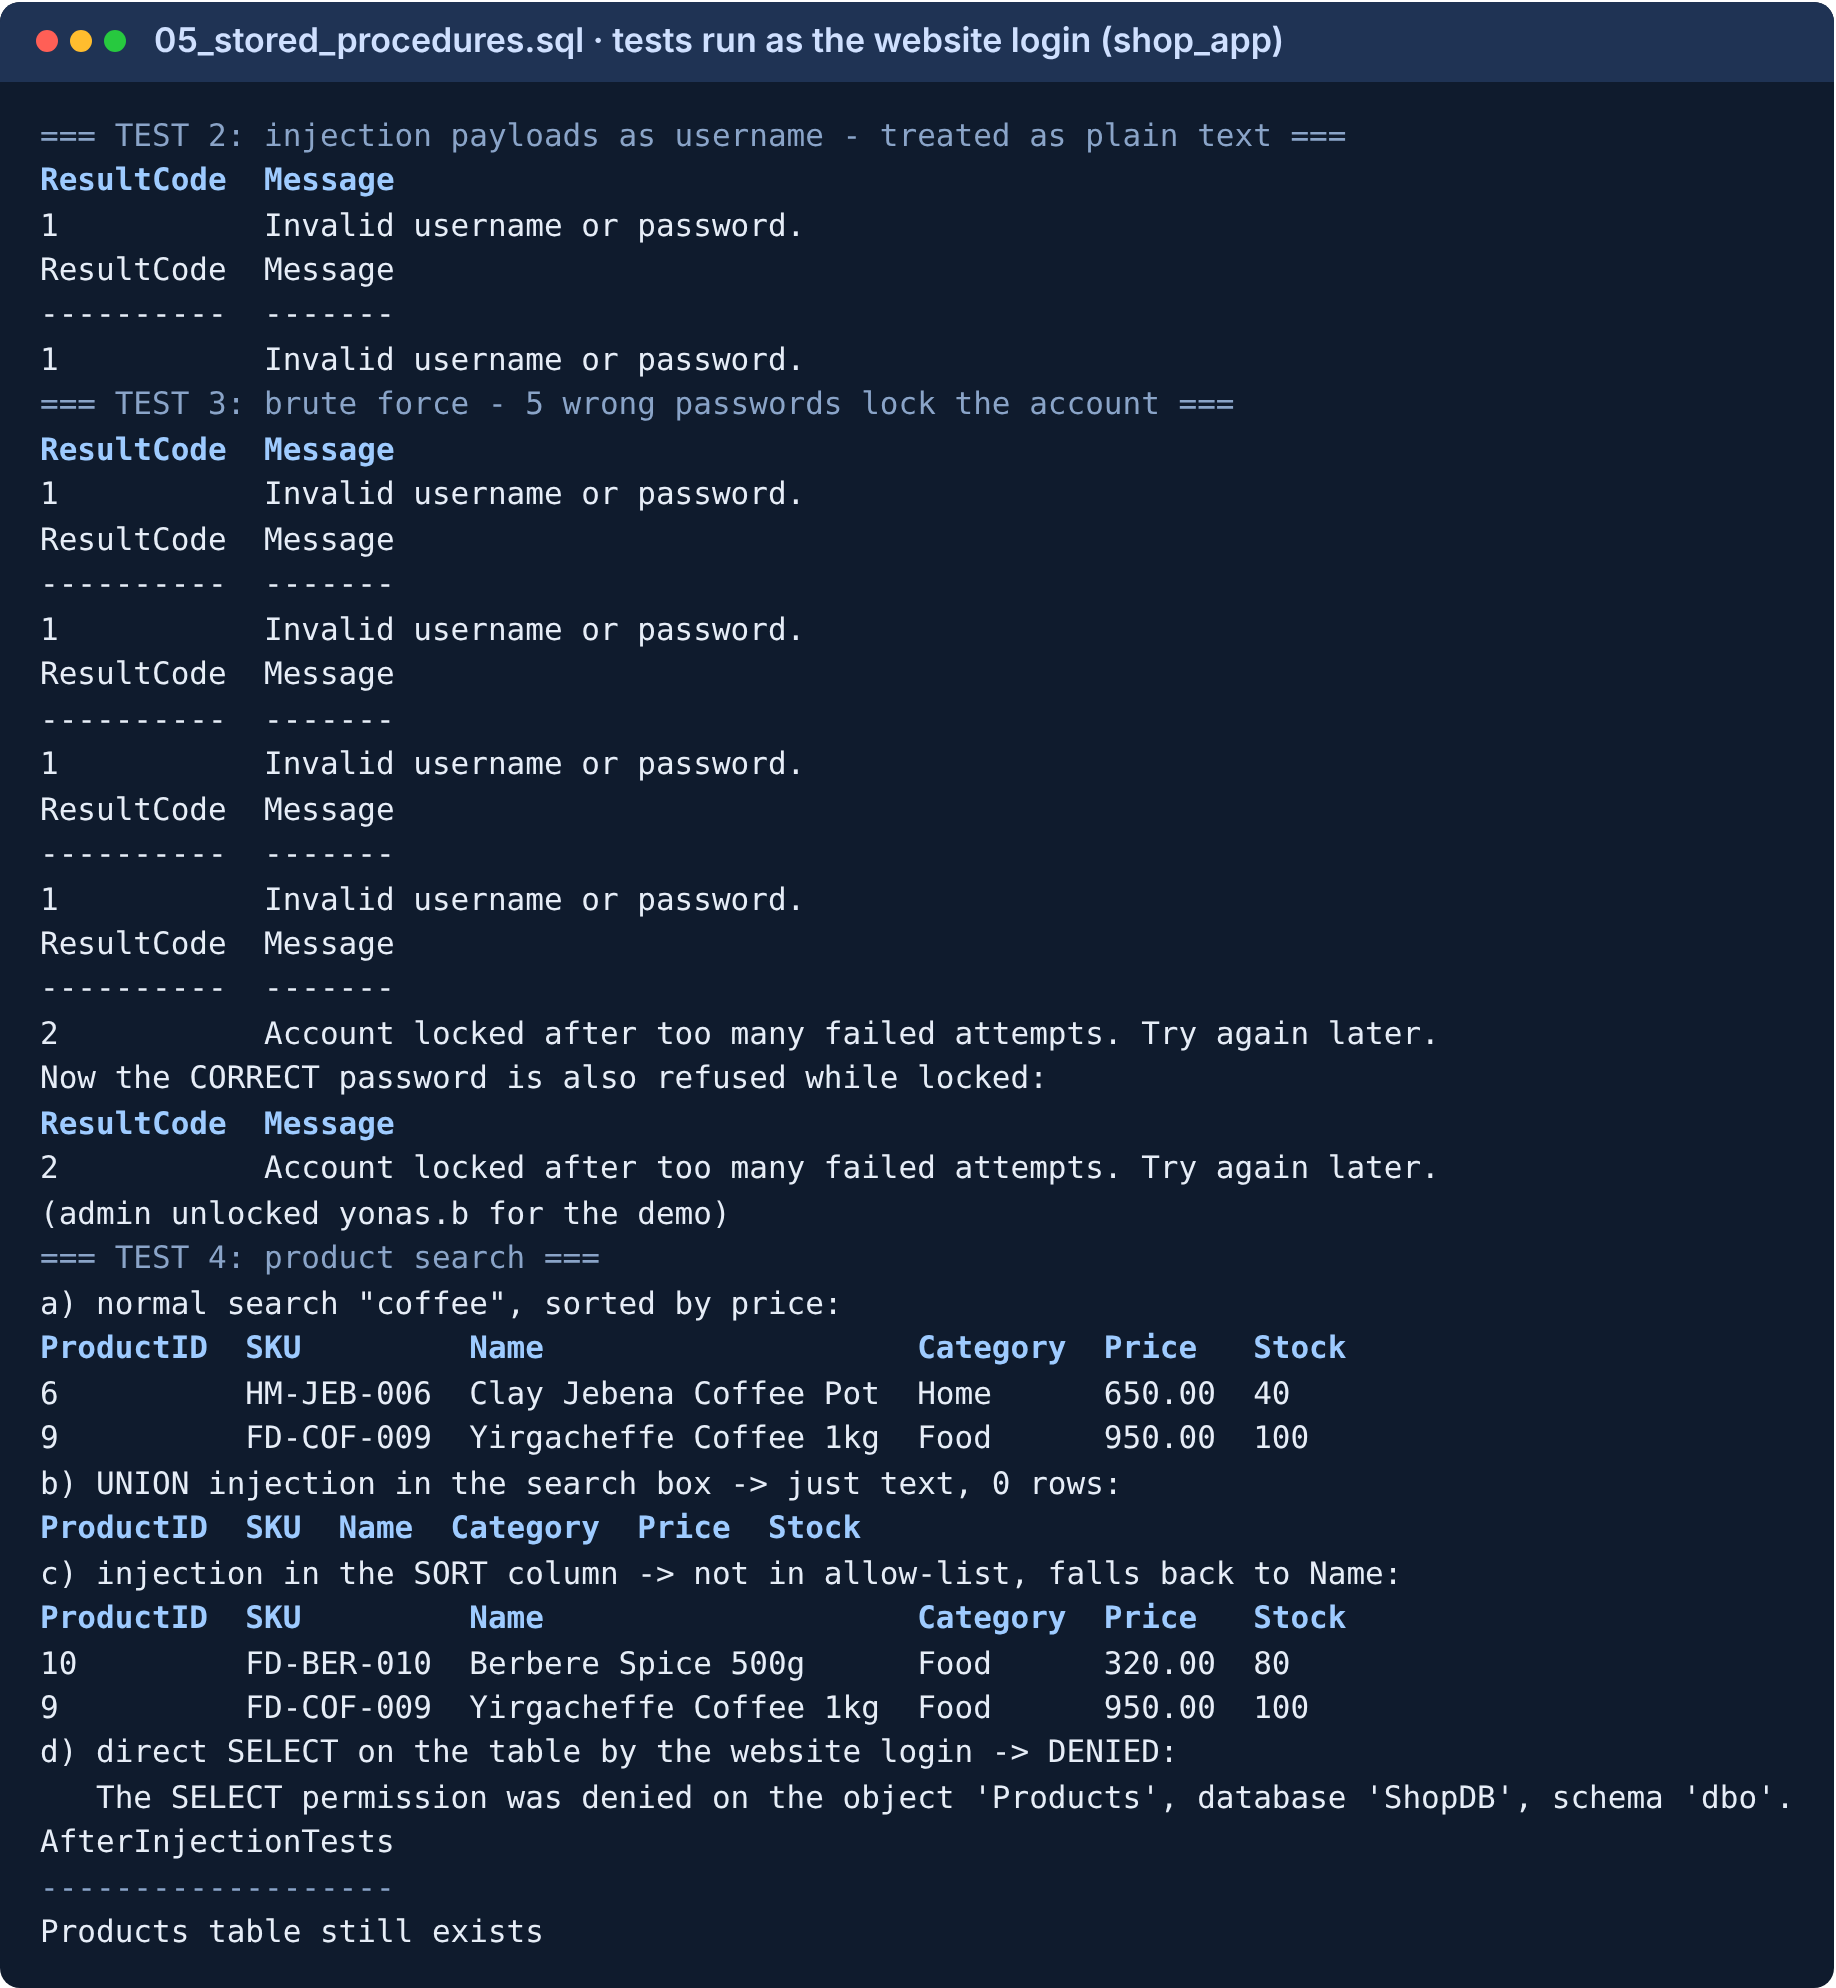 05_stored_procedures.sql · tests run as the website login (shop_app)
=== TEST 2: injection payloads as username - treated as plain text ===
ResultCode  Message
1           Invalid username or password.
ResultCode  Message
----------  -------
1           Invalid username or password.
=== TEST 3: brute force - 5 wrong passwords lock the account ===
ResultCode  Message
1           Invalid username or password.
ResultCode  Message
----------  -------
1           Invalid username or password.
ResultCode  Message
----------  -------
1           Invalid username or password.
ResultCode  Message
----------  -------
1           Invalid username or password.
ResultCode  Message
----------  -------
2           Account locked after too many failed attempts. Try again later.
Now the CORRECT password is also refused while locked:
ResultCode  Message
2           Account locked after too many failed attempts. Try again later.
(admin unlocked yonas.b for the demo)
=== TEST 4: product search ===
a) normal search "coffee", sorted by price:
ProductID  SKU         Name                    Category  Price   Stock
6          HM-JEB-006  Clay Jebena Coffee Pot  Home      650.00  40
9          FD-COF-009  Yirgacheffe Coffee 1kg  Food      950.00  100
b) UNION injection in the search box -> just text, 0 rows:
ProductID  SKU  Name  Category  Price  Stock
c) injection in the SORT column -> not in allow-list, falls back to Name:
ProductID  SKU         Name                    Category  Price   Stock
10         FD-BER-010  Berbere Spice 500g      Food      320.00  80
9          FD-COF-009  Yirgacheffe Coffee 1kg  Food      950.00  100
d) direct SELECT on the table by the website login -> DENIED:
   The SELECT permission was denied on the object 'Products', database 'ShopDB', schema 'dbo'.
AfterInjectionTests
-------------------
Products table still exists